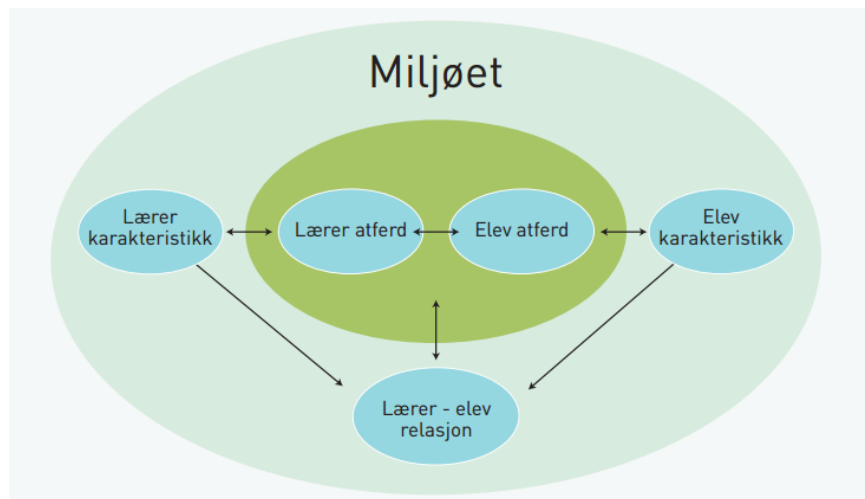 Miljøet
Lærer
karakteristikk
Lærer atferd
Elev atferd
Elev
karakteristikk
Lærer - elev
relasjon